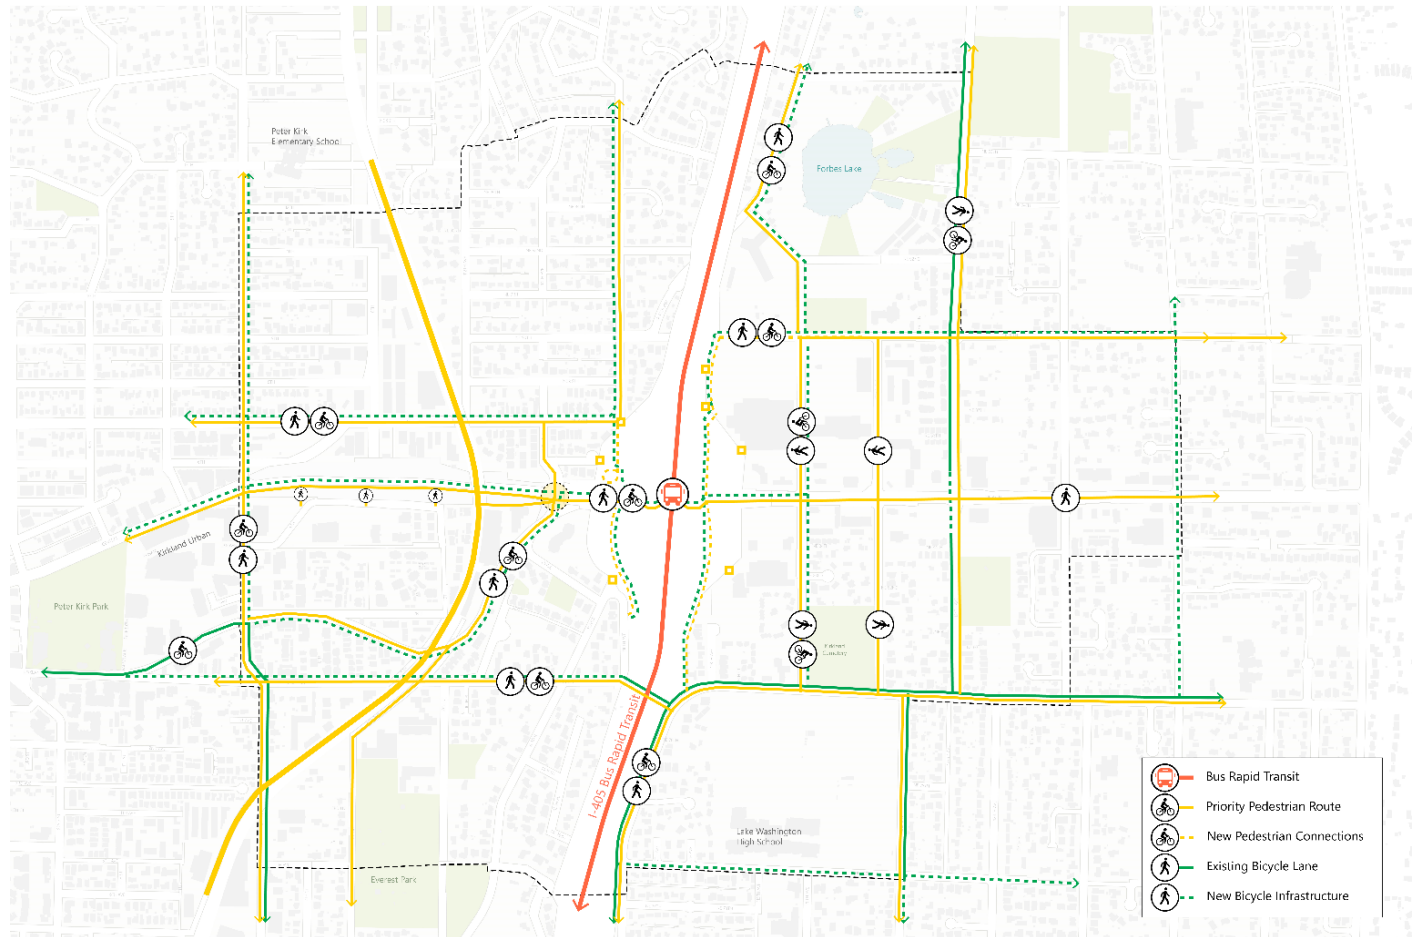 Peter Kirk
Elementary School
Forbes Lake
Kirkland Urban
Peter Kirk Park
Cemetery
I-405 Bus Rapid Transit
Lake Washington
High School
Everest Park
Bus Rapid Transit
Priority Pedestrian Route
New Pedestrian Connections
Existing Bicycle Lane
New Bicycle Infrastructure